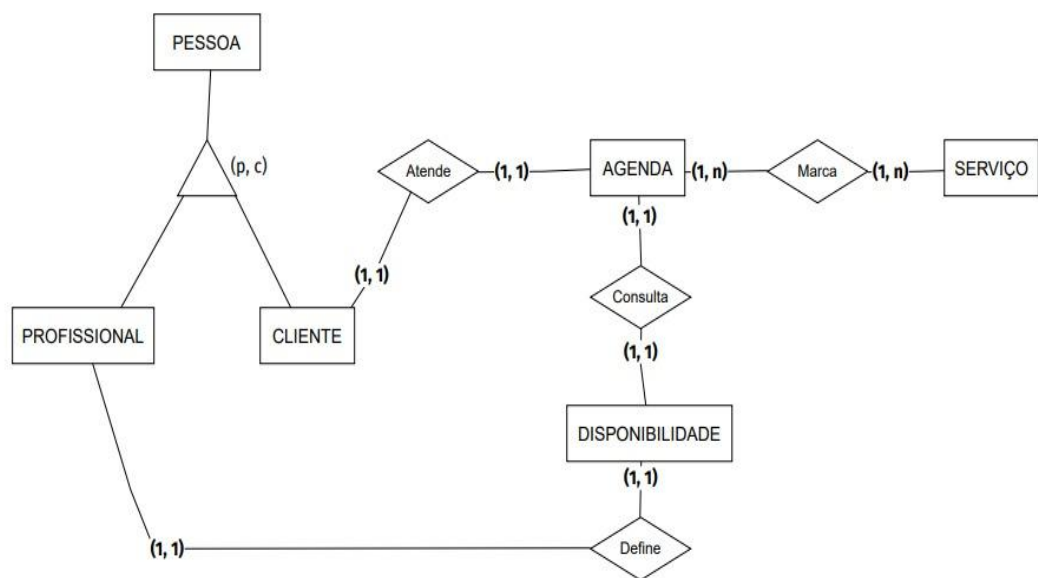 PESSOA
(p, c)
Atende
(1, 1)
AGENDA
(1, n)
Marca
(1, n)
SERVIÇO
(1, 1)
(1, 1)
Consulta
PROFISSIONAL
CLIENTE
(1, 1)
DISPONIBILIDADE
(1, 1)
(1, 1)
Define